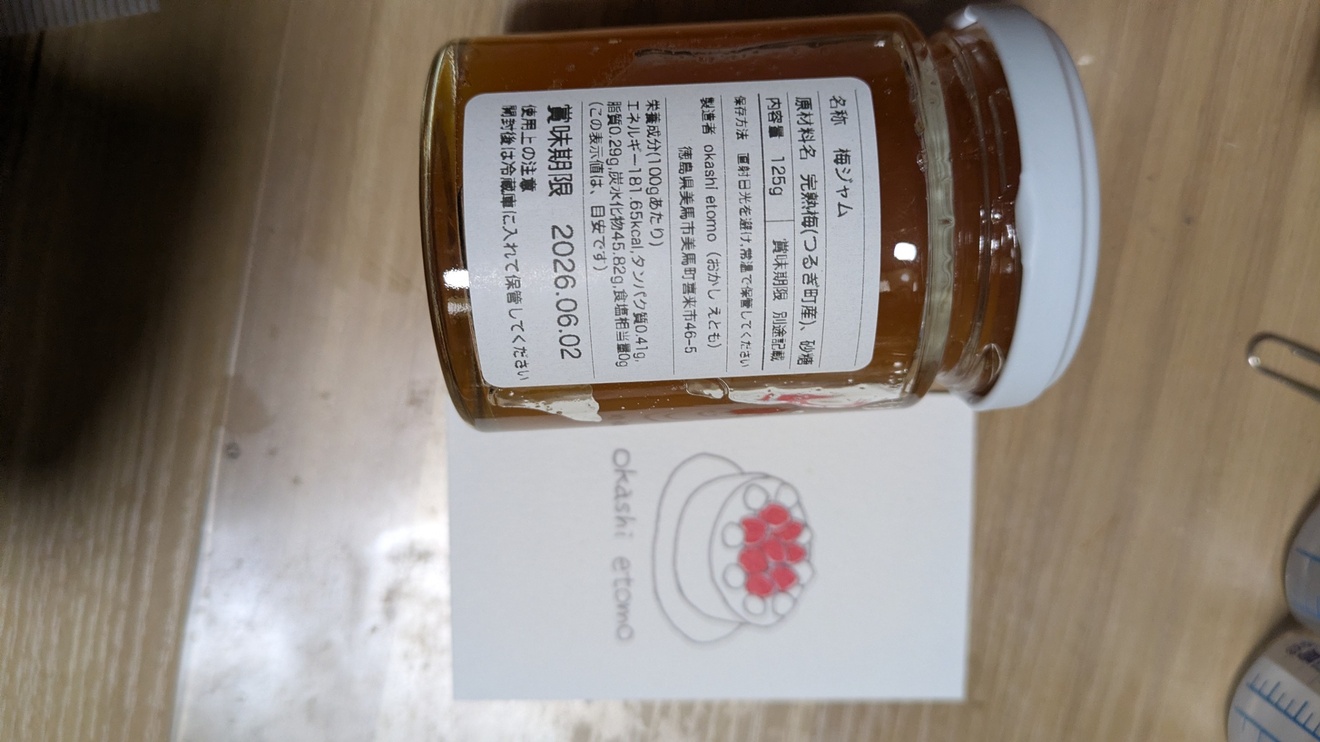 名称 梅ジャム
原材料名 完熟梅(つるぎ町産)、砂糖
内容量 125g 賞味期限 別途記載
保存方法 直射日光を避け、常温で保管してください
製造者 okashi etomo (おかし えとも)
徳島県美馬市美馬町喜来市46-5
栄養成分(100gあたり)
エネルギー181.65kcal,タンパク質0.41g,
脂質0.29g,炭水化物45.82g,食塩相当量0g
(この表示値は、目安です)
賞味期限 2026.06.02
使用上の注意
開封後は冷蔵庫に入れて保管してください
okashi etomo